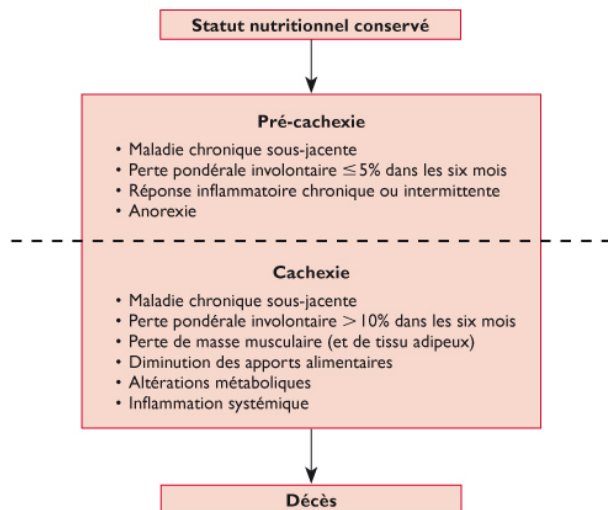 Statut nutritionnel conservé
Pré-cachexie
• Maladie chronique sous-jacente
• Perte pondérale involontaire ≤5% dans les six mois
• Réponse inflammatoire chronique ou intermittente
• Anorexie
Cachexie
• Maladie chronique sous-jacente
• Perte pondérale involontaire > 10% dans les six mois
• Perte de masse musculaire (et de tissu adipeux)
• Diminution des apports alimentaires
• Altérations métaboliques
• Inflammation systémique
Décès